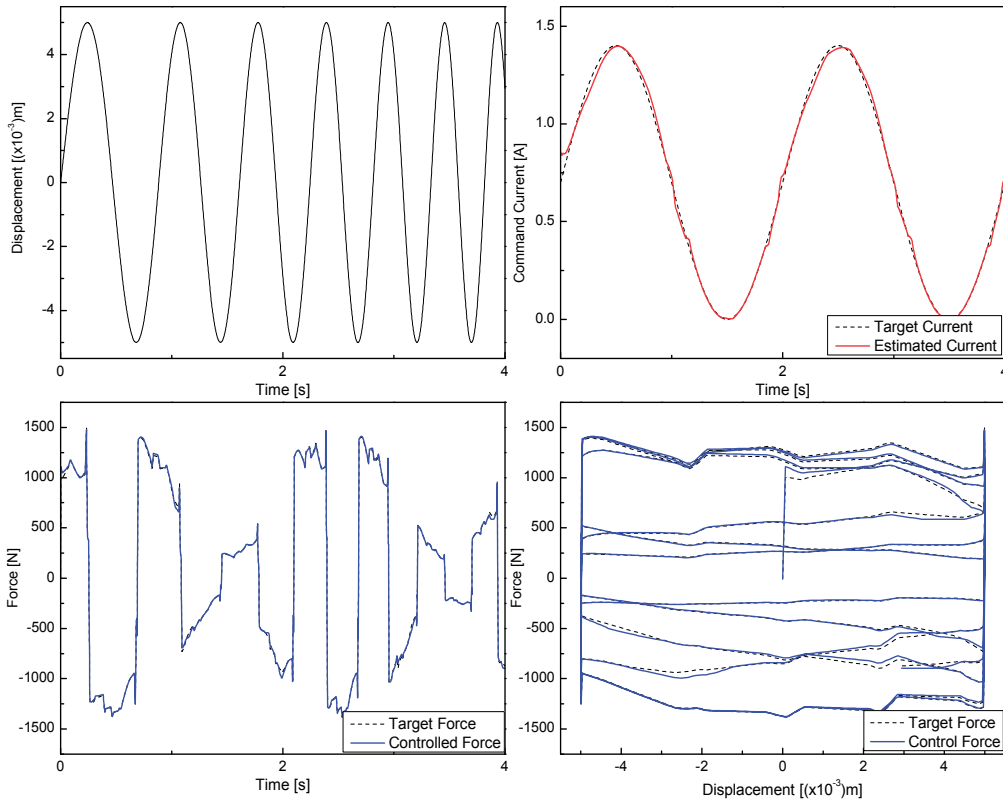 Displacement [(x10⁻³)m]
4
2
0
-2
-4
0
2
4
Time [s]
Command Current [A]
1.5
1.0
0.5
0.0
Target Current
Estimated Current
0
2
4
Time [s]
Force [N]
1500
1000
500
0
-500
-1000
-1500
Target Force
Controlled Force
0
2
4
Time [s]
Force [N]
1500
1000
500
0
-500
-1000
-1500
Target Force
Control Force
-4
-2
0
2
4
Displacement [(x10⁻³)m]